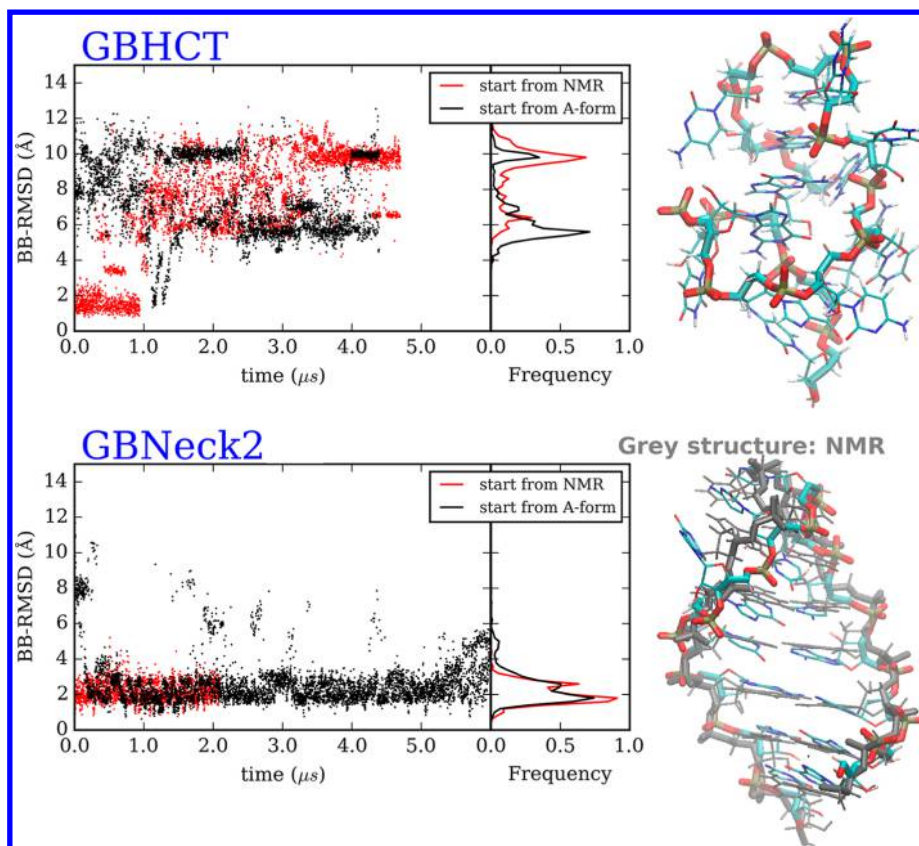 GBHCT
BB-RMSD (Å)
14
12
10
8
6
4
2
0
0.0 1.0 2.0 3.0 4.0 5.0
time (μs)
start from NMR
start from A-form
0.0 0.5 1.0
Frequency
GBNeck2
Grey structure: NMR
BB-RMSD (Å)
14
12
10
8
6
4
2
0
0.0 1.0 2.0 3.0 4.0 5.0
time (μs)
start from NMR
start from A-form
0.0 0.5 1.0
Frequency